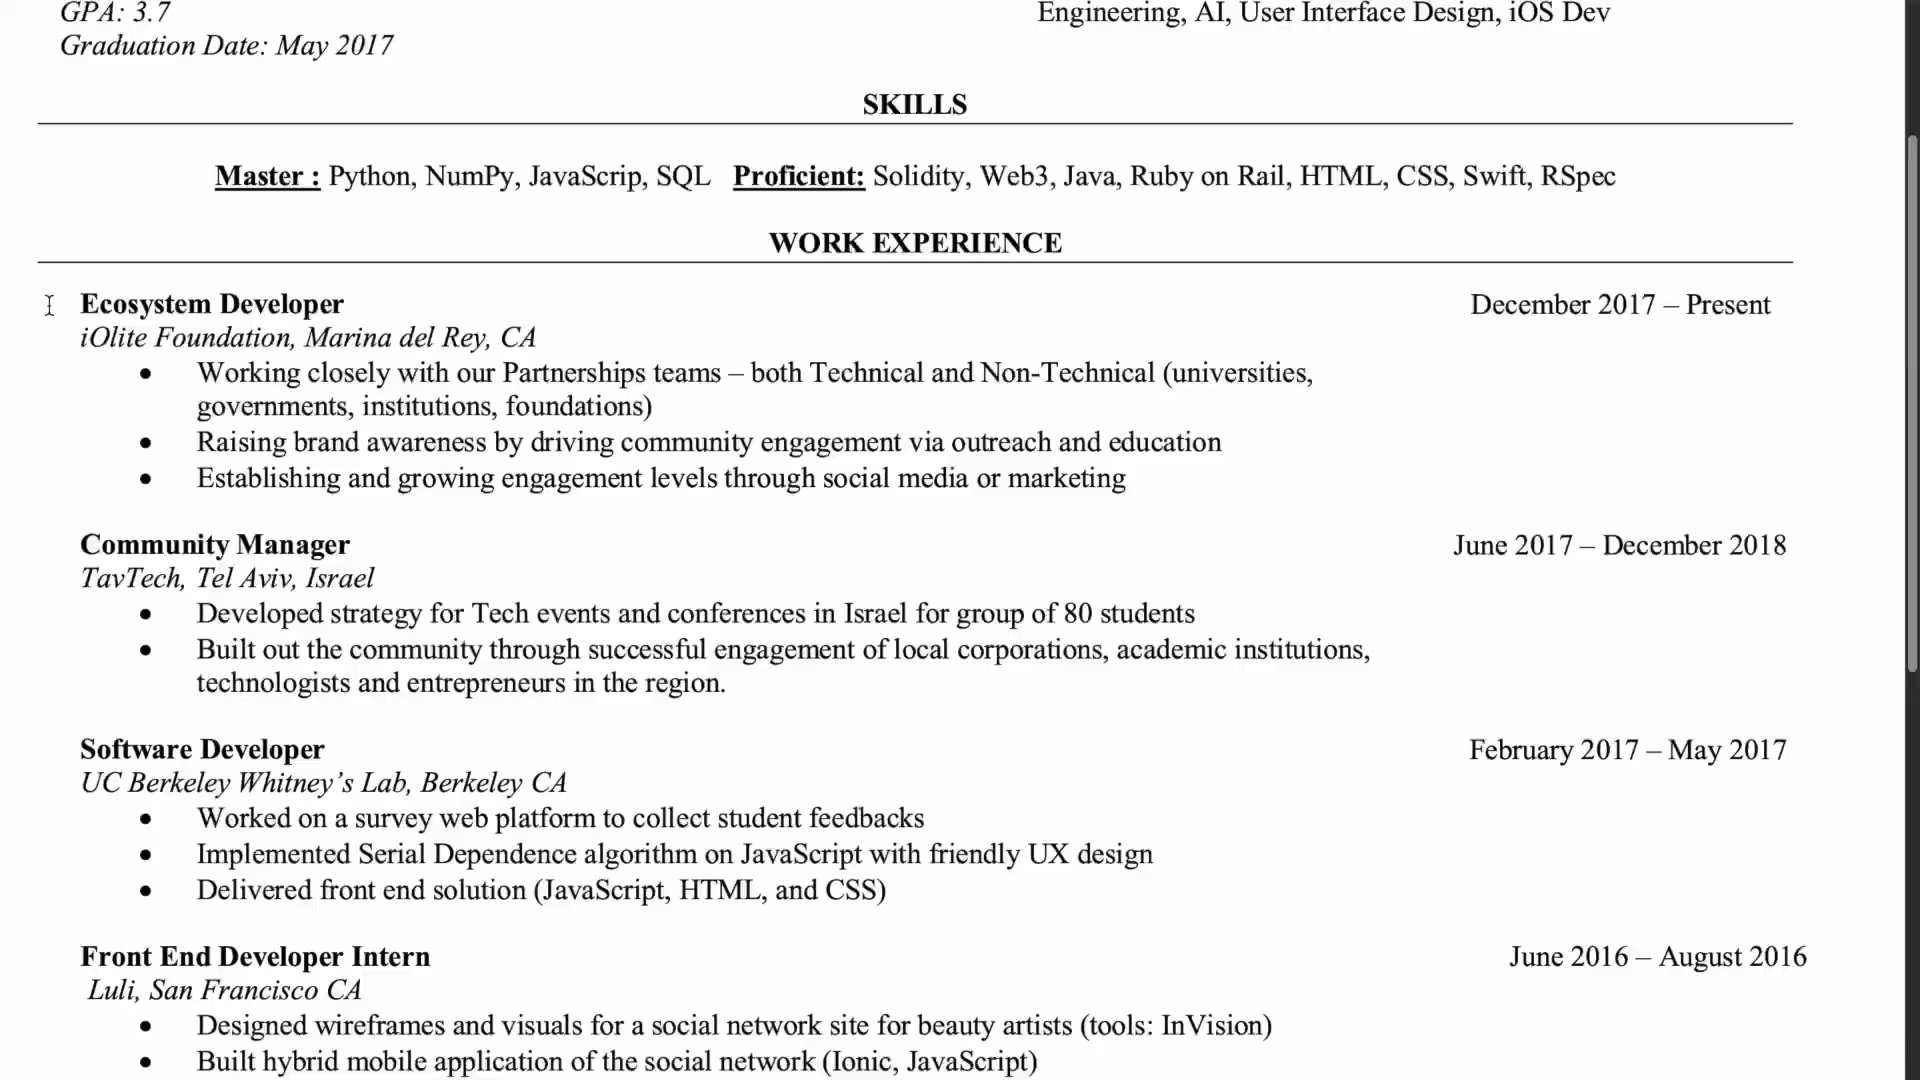 GPA: 3.7
Engineering, AI, User Interface Design, iOS Dev
Graduation Date: May 2017
SKILLS
Master : Python, NumPy, JavaScrip, SQL Proficient: Solidity, Web3, Java, Ruby on Rail, HTML, CSS, Swift, RSpec
WORK EXPERIENCE
Ecosystem Developer December 2017 – Present
iOlite Foundation, Marina del Rey, CA
• Working closely with our Partnerships teams – both Technical and Non-Technical (universities,
governments, institutions, foundations)
• Raising brand awareness by driving community engagement via outreach and education
• Establishing and growing engagement levels through social media or marketing
Community Manager June 2017 – December 2018
TavTech, Tel Aviv, Israel
• Developed strategy for Tech events and conferences in Israel for group of 80 students
• Built out the community through successful engagement of local corporations, academic institutions,
technologists and entrepreneurs in the region.
Software Developer February 2017 – May 2017
UC Berkeley Whitney’s Lab, Berkeley CA
• Worked on a survey web platform to collect student feedbacks
• Implemented Serial Dependence algorithm on JavaScript with friendly UX design
• Delivered front end solution (JavaScript, HTML, and CSS)
Front End Developer Intern June 2016 – August 2016
Luli, San Francisco CA
• Designed wireframes and visuals for a social network site for beauty artists (tools: InVision)
• Built hybrid mobile application of the social network (Ionic, JavaScript)